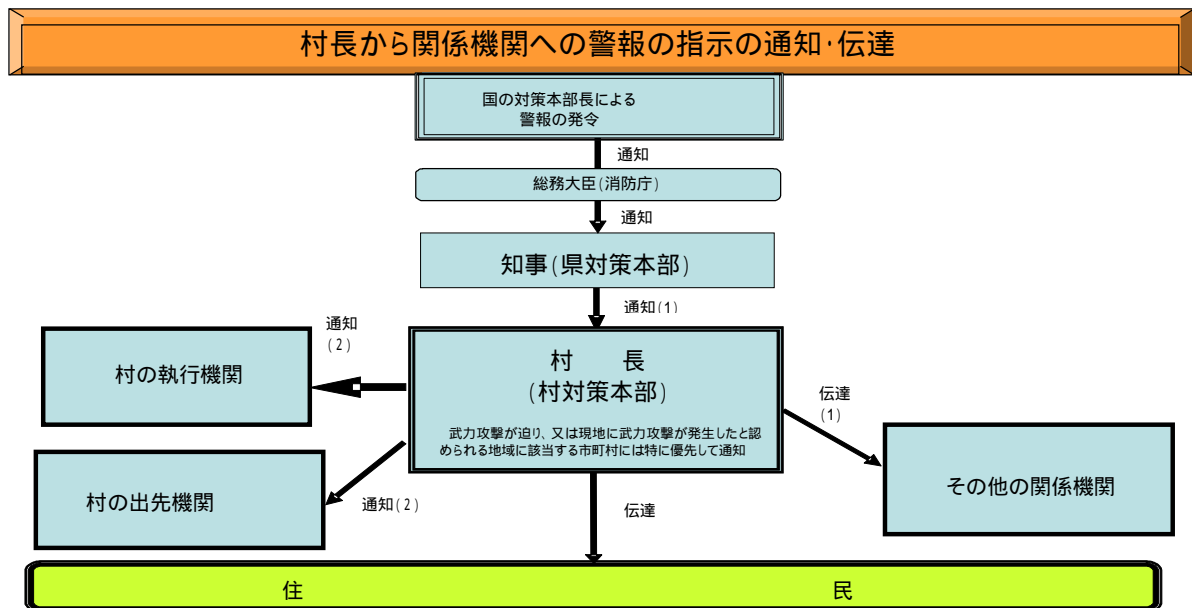 村長から関係機関への警報の指示の通知･伝達
国の対策本部長による
警報の発令
通知
総務大臣(消防庁)
通知
知事(県対策本部)
通知(1)
村　長
(村対策本部)
武力攻撃が迫り、又は現地に武力攻撃が発生したと認
められる地域に該当する市町村には特に優先して通知
通知
(2)
村の執行機関
通知(2)
村の出先機関
伝達
(1)
その他の関係機関
伝達
住　民